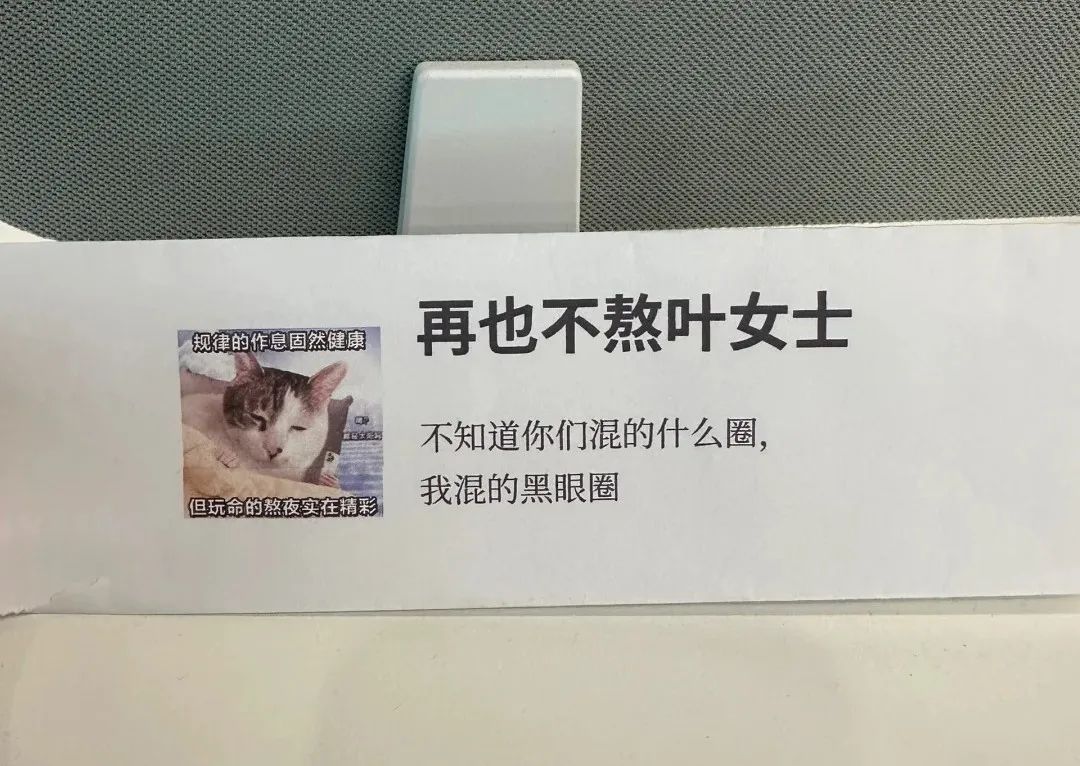 再也不熬叶女士
规律的作息固然健康
但玩命的熬夜实在精彩
不知道你们混的什么圈,
我混的黑眼圈